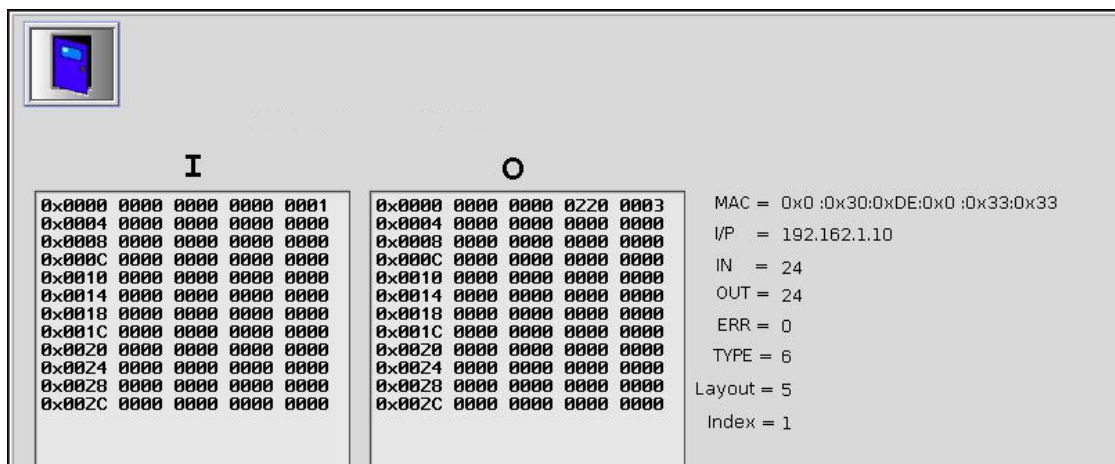 I
0x0000 0000 0000 0000 0001
0x0004 0000 0000 0000 0000
0x0008 0000 0000 0000 0000
0x000C 0000 0000 0000 0000
0x0010 0000 0000 0000 0000
0x0014 0000 0000 0000 0000
0x0018 0000 0000 0000 0000
0x001C 0000 0000 0000 0000
0x0020 0000 0000 0000 0000
0x0024 0000 0000 0000 0000
0x0028 0000 0000 0000 0000
0x002C 0000 0000 0000 0000
O
0x0000 0000 0000 0220 0003
0x0004 0000 0000 0000 0000
0x0008 0000 0000 0000 0000
0x000C 0000 0000 0000 0000
0x0010 0000 0000 0000 0000
0x0014 0000 0000 0000 0000
0x0018 0000 0000 0000 0000
0x001C 0000 0000 0000 0000
0x0020 0000 0000 0000 0000
0x0024 0000 0000 0000 0000
0x0028 0000 0000 0000 0000
0x002C 0000 0000 0000 0000
MAC = 0x0 :0x30:0xDE:0x0 :0x33:0x33
I/P = 192.162.1.10
IN = 24
OUT = 24
ERR = 0
TYPE = 6
Layout = 5
Index = 1